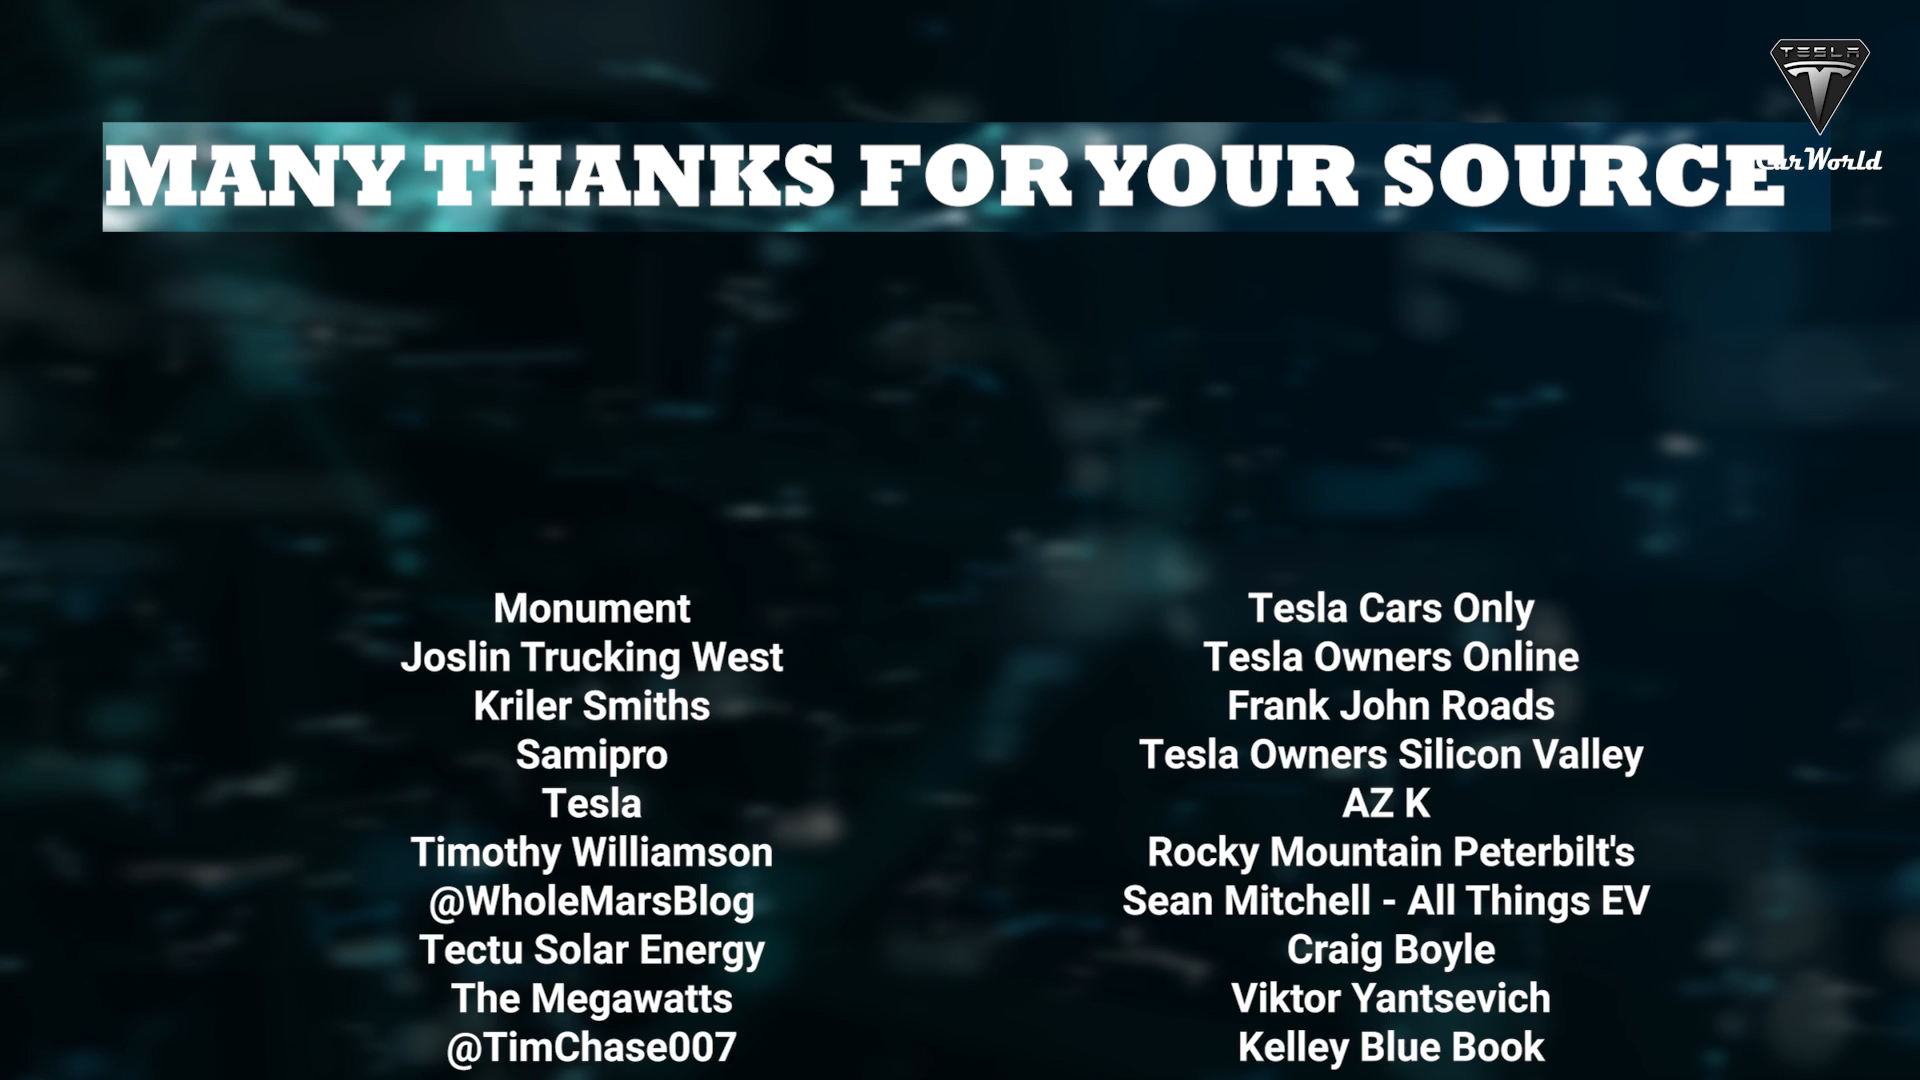 TESLA
Car World
MANY THANKS FOR YOUR SOURCE
Monument
Joslin Trucking West
Kriler Smiths
Samipro
Tesla
Timothy Williamson
@WholeMarsBlog
Tectu Solar Energy
The Megawatts
@TimChase007
Tesla Cars Only
Tesla Owners Online
Frank John Roads
Tesla Owners Silicon Valley
AZ K
Rocky Mountain Peterbilt's
Sean Mitchell - All Things EV
Craig Boyle
Viktor Yantsevich
Kelley Blue Book